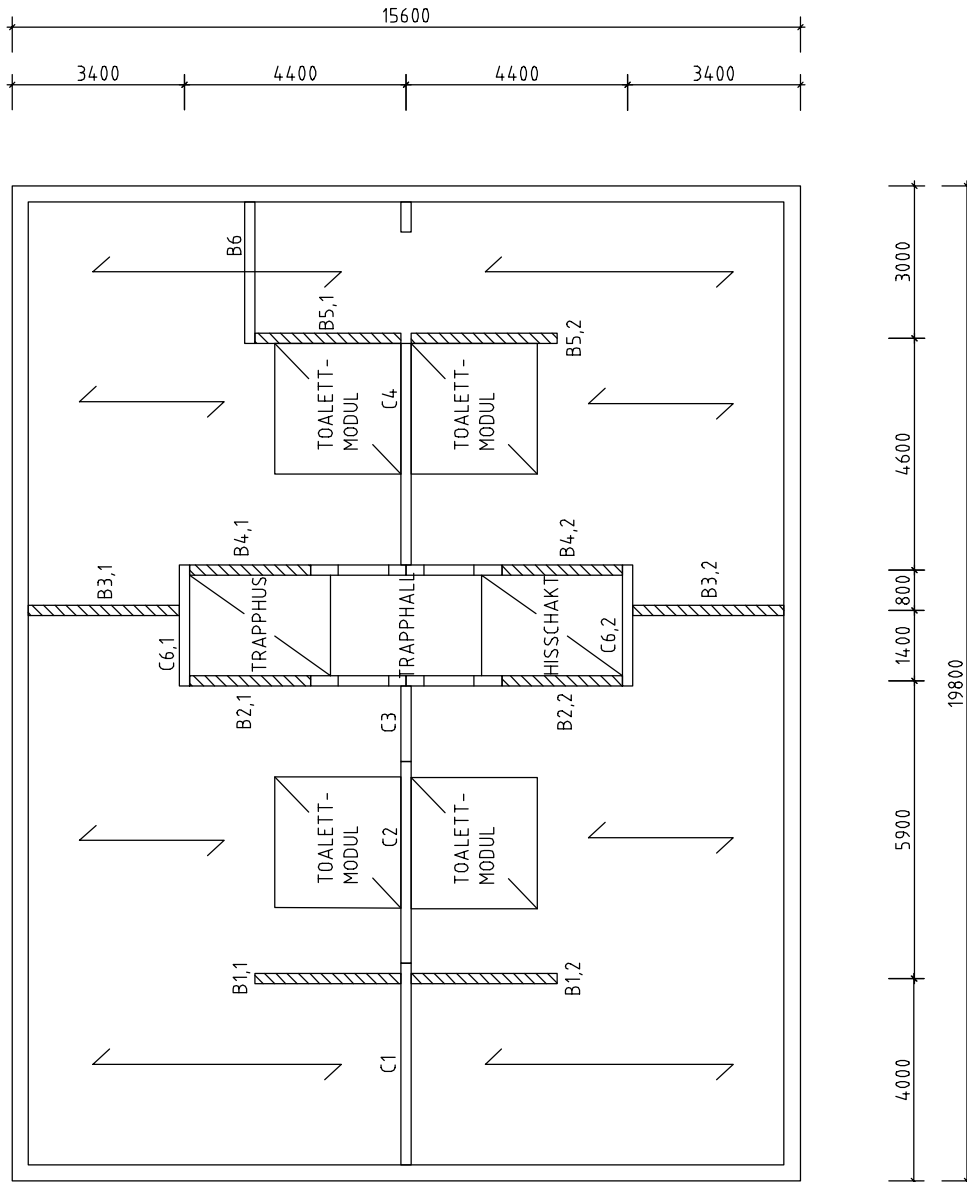 15600
3400
4400
4400
3400
B6
3000
B5,1
B5,2
TOALETT-
MODUL
C4
TOALETT-
MODUL
4600
B4,1
B4,2
B3,1
B3,2
800
TRAPPHUS
TRAPPHALL
HISSCHAKT
C6,1
C6,2
1400
19800
B2,1
C3
B2,2
TOALETT-
MODUL
C2
TOALETT-
MODUL
5900
B1,1
B1,2
C1
4000